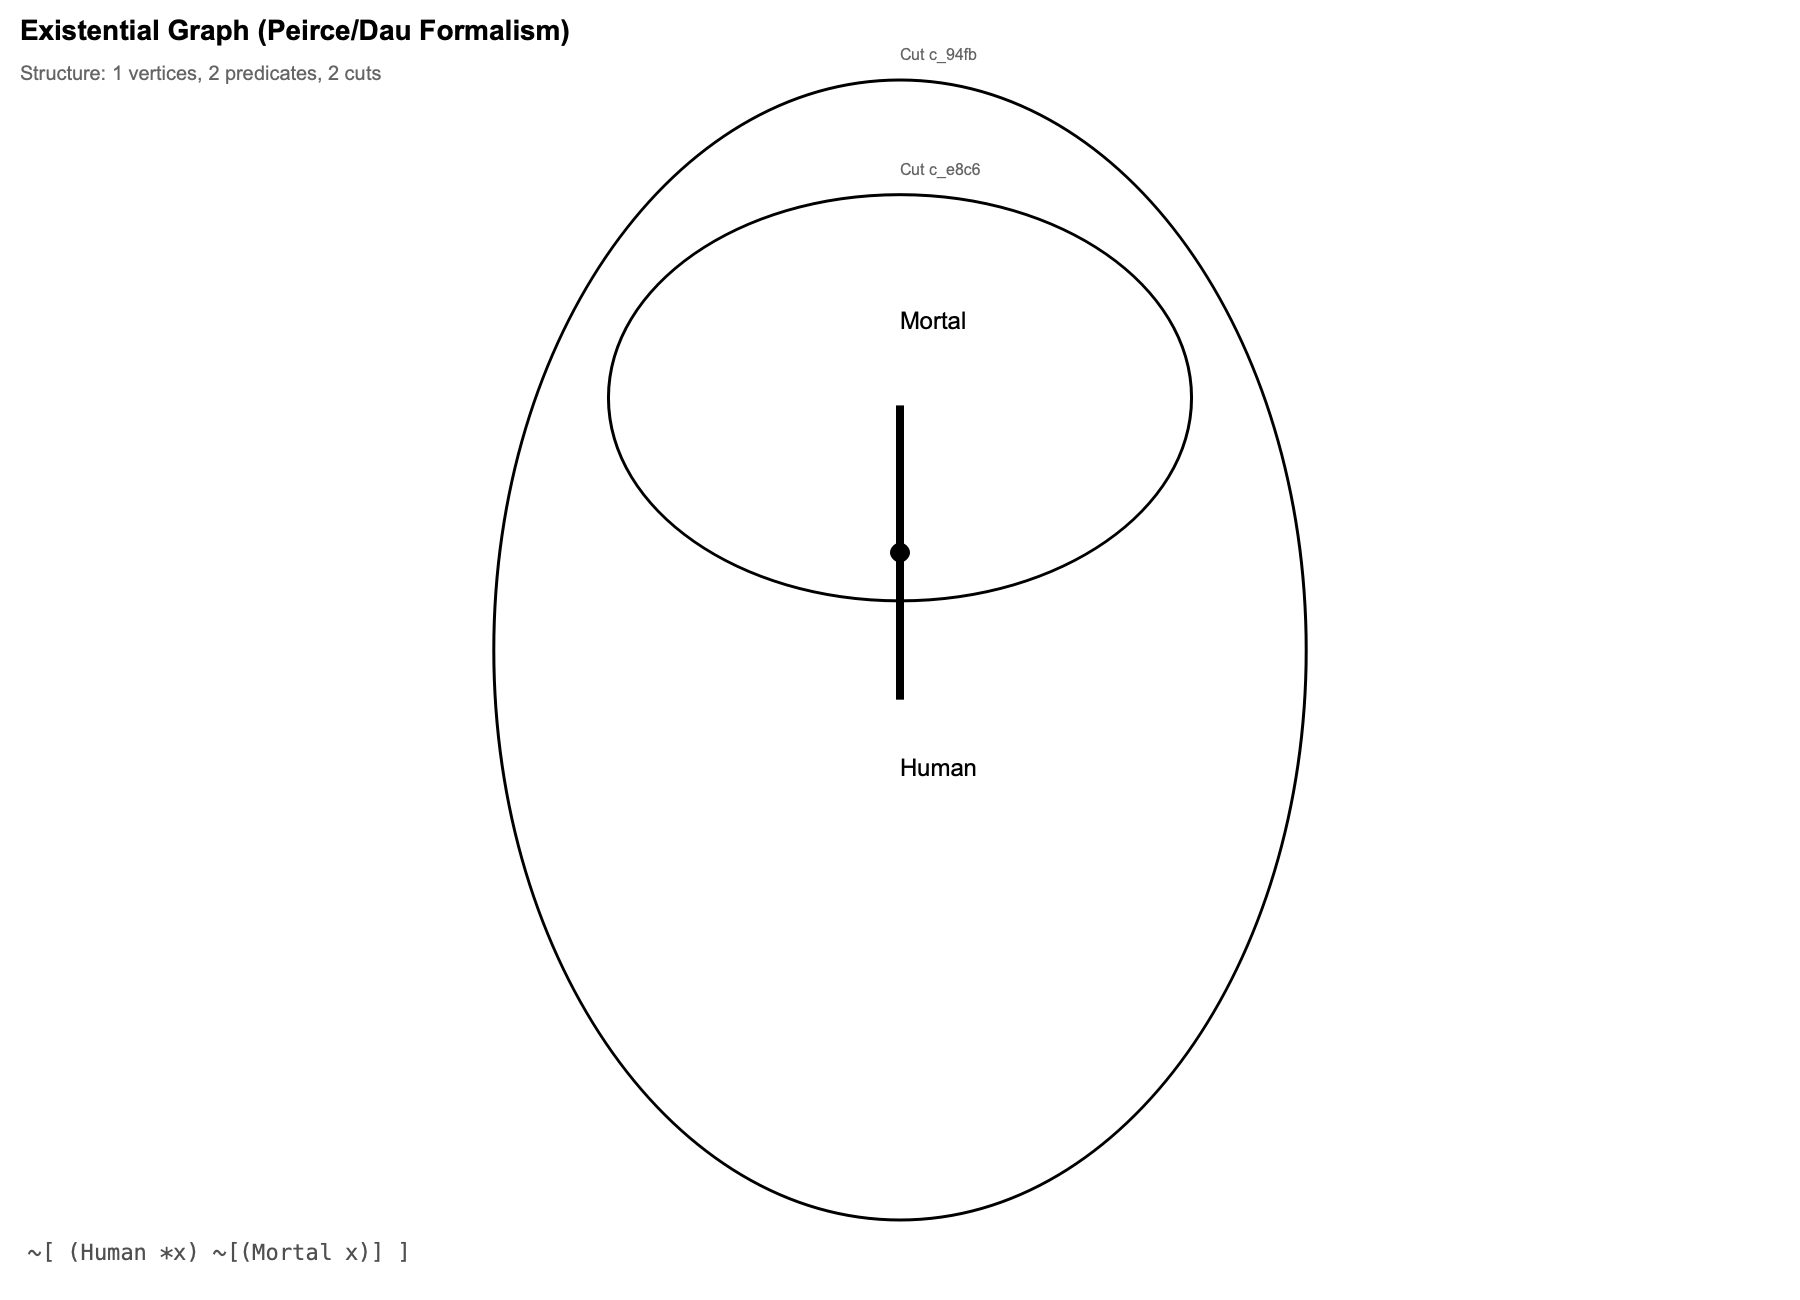 Existential Graph (Peirce/Dau Formalism)
Structure: 1 vertices, 2 predicates, 2 cuts
Cut c_94fb
Cut c_e8c6
Mortal
Human
~[ (Human *x) ~[(Mortal x)] ]